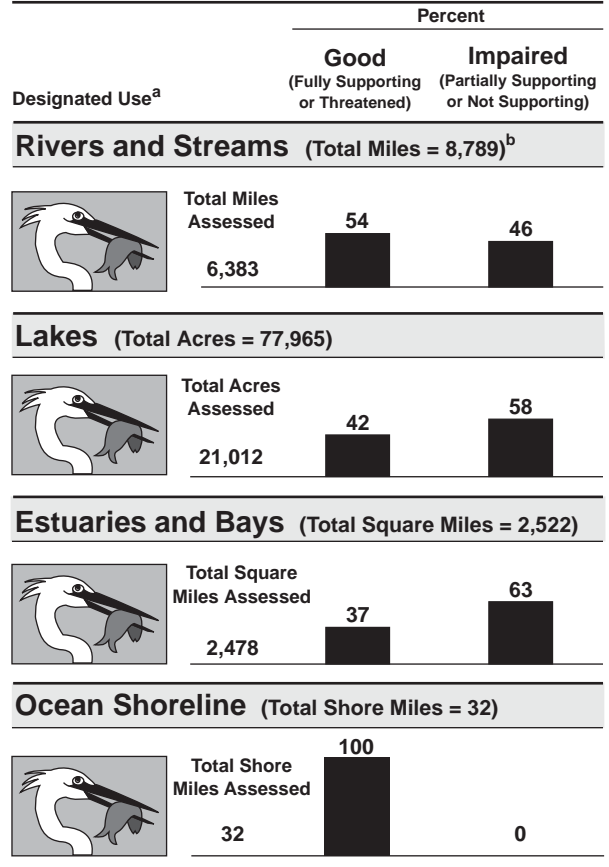 Percent
Good
(Fully Supporting
or Threatened)
Impaired
(Partially Supporting
or Not Supporting)
Designated Useᵃ
Rivers and Streams (Total Miles = 8,789)ᵇ
Total Miles
Assessed
6,383
54
46
Lakes (Total Acres = 77,965)
Total Acres
Assessed
21,012
42
58
Estuaries and Bays (Total Square Miles = 2,522)
Total Square
Miles Assessed
2,478
37
63
Ocean Shoreline (Total Shore Miles = 32)
Total Shore
Miles Assessed
32
100
0